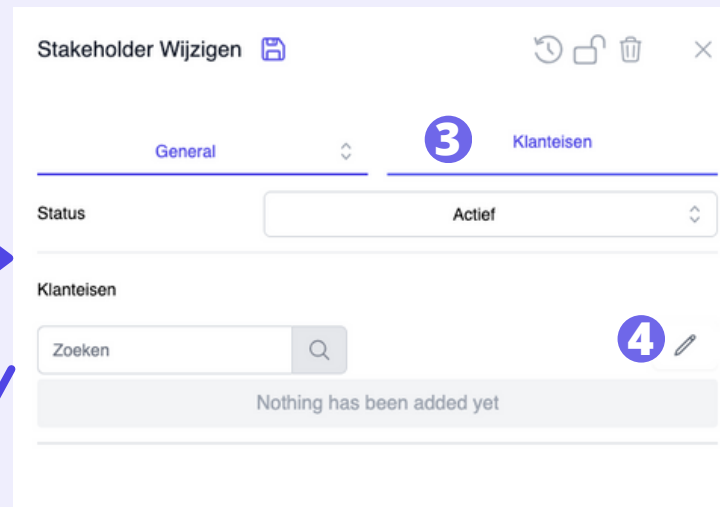 Stakeholder Wijzigen
General
3
Klanteisen
Status
Actief
Klanteisen
Zoeken
4
Nothing has been added yet